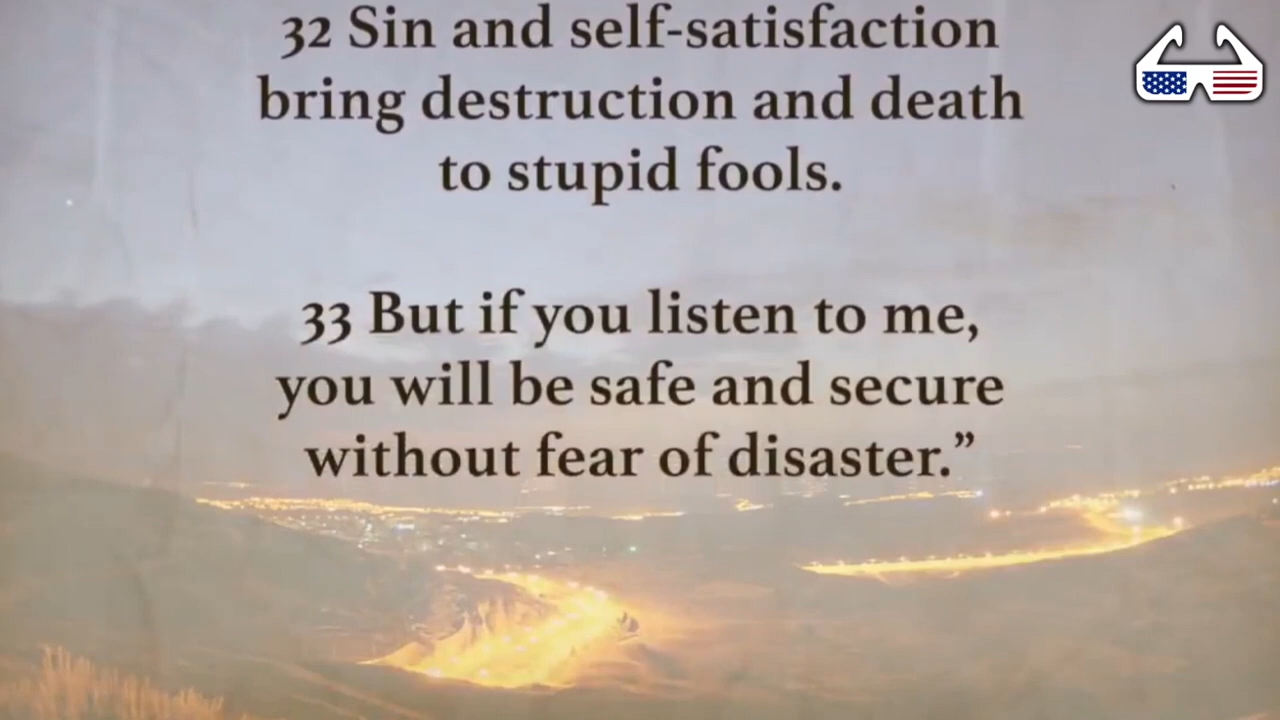 32 Sin and self-satisfaction
bring destruction and death
to stupid fools.
33 But if you listen to me,
you will be safe and secure
without fear of disaster.”